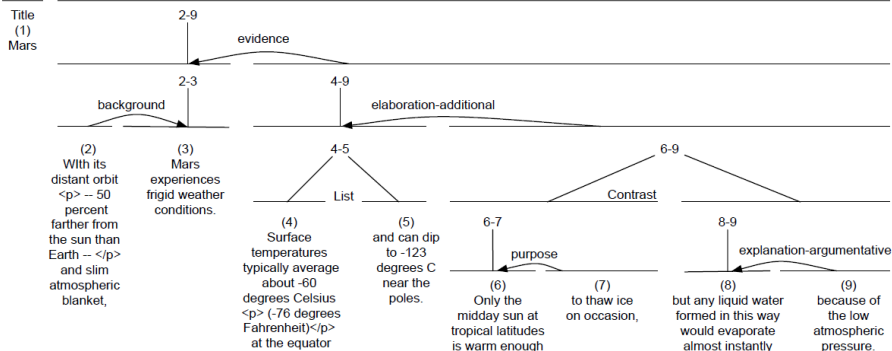 Title
(1)
Mars
2-9
evidence
2-3
4-9
background
elaboration-additional
(2)
WIth its
distant orbit
<p> -- 50
percent
farther from
the sun than
Earth -- </p>
and slim
atmospheric
blanket,
(3)
Mars
experiences
frigid weather
conditions.
4-5
6-9
List
Contrast
(4)
Surface
temperatures
typically average
about -60
degrees Celsius
<p> (-76 degrees
Fahrenheit)</p>
at the equator
(5)
and can dip
to -123
degrees C
near the
poles.
6-7
8-9
purpose
explanation-argumentative
(6)
Only the
midday sun at
tropical latitudes
is warm enough
(7)
to thaw ice
on occasion,
(8)
but any liquid water
formed in this way
would evaporate
almost instantly
(9)
because of
the low
atmospheric
pressure.